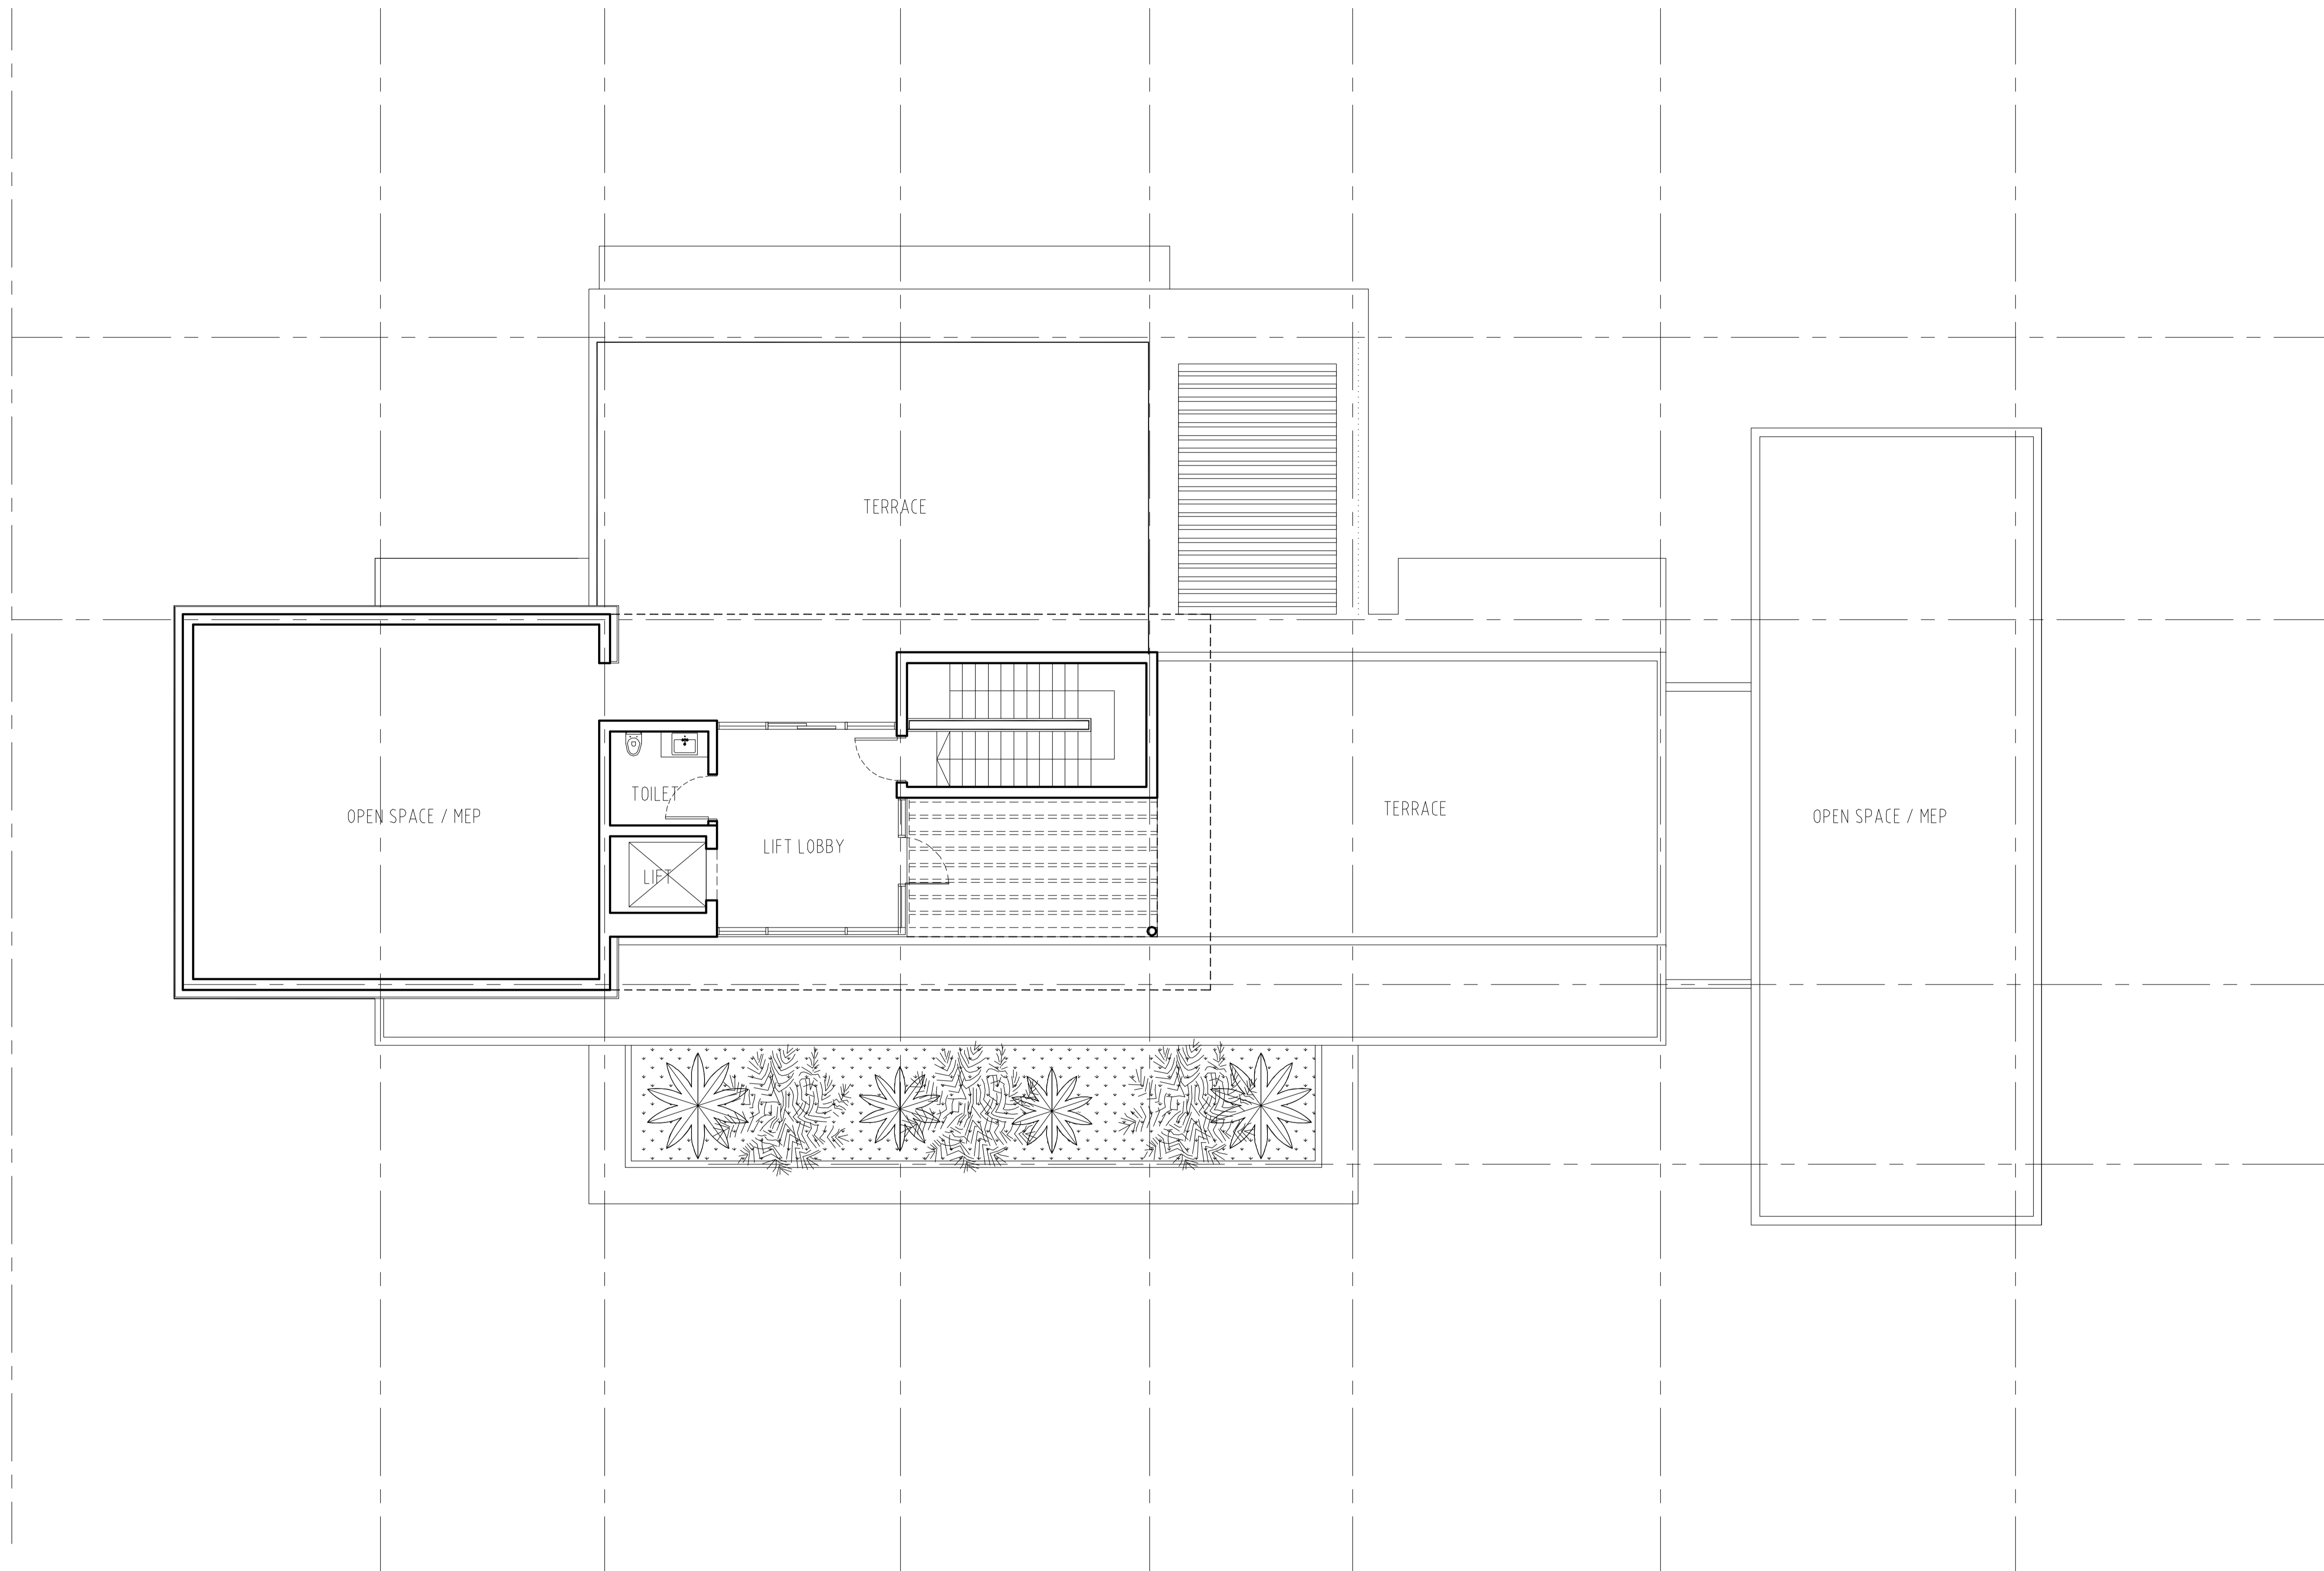 TERRACE
TOILET
OPEN SPACE / MEP
TERRACE
OPEN SPACE / MEP
LIFT LOBBY
LIFT